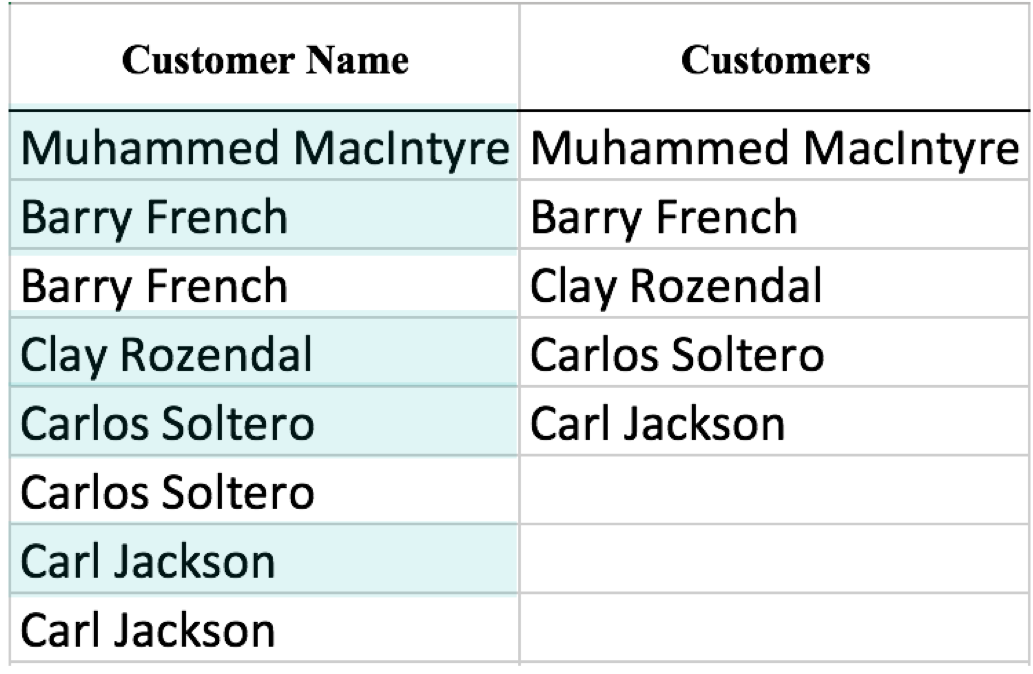 Customer Name Customers
Muhammed MacIntyre Muhammed MacIntyre
Barry French Barry French
Barry French Clay Rozendal
Clay Rozendal Carlos Soltero
Carlos Soltero Carl Jackson
Carlos Soltero
Carl Jackson
Carl Jackson